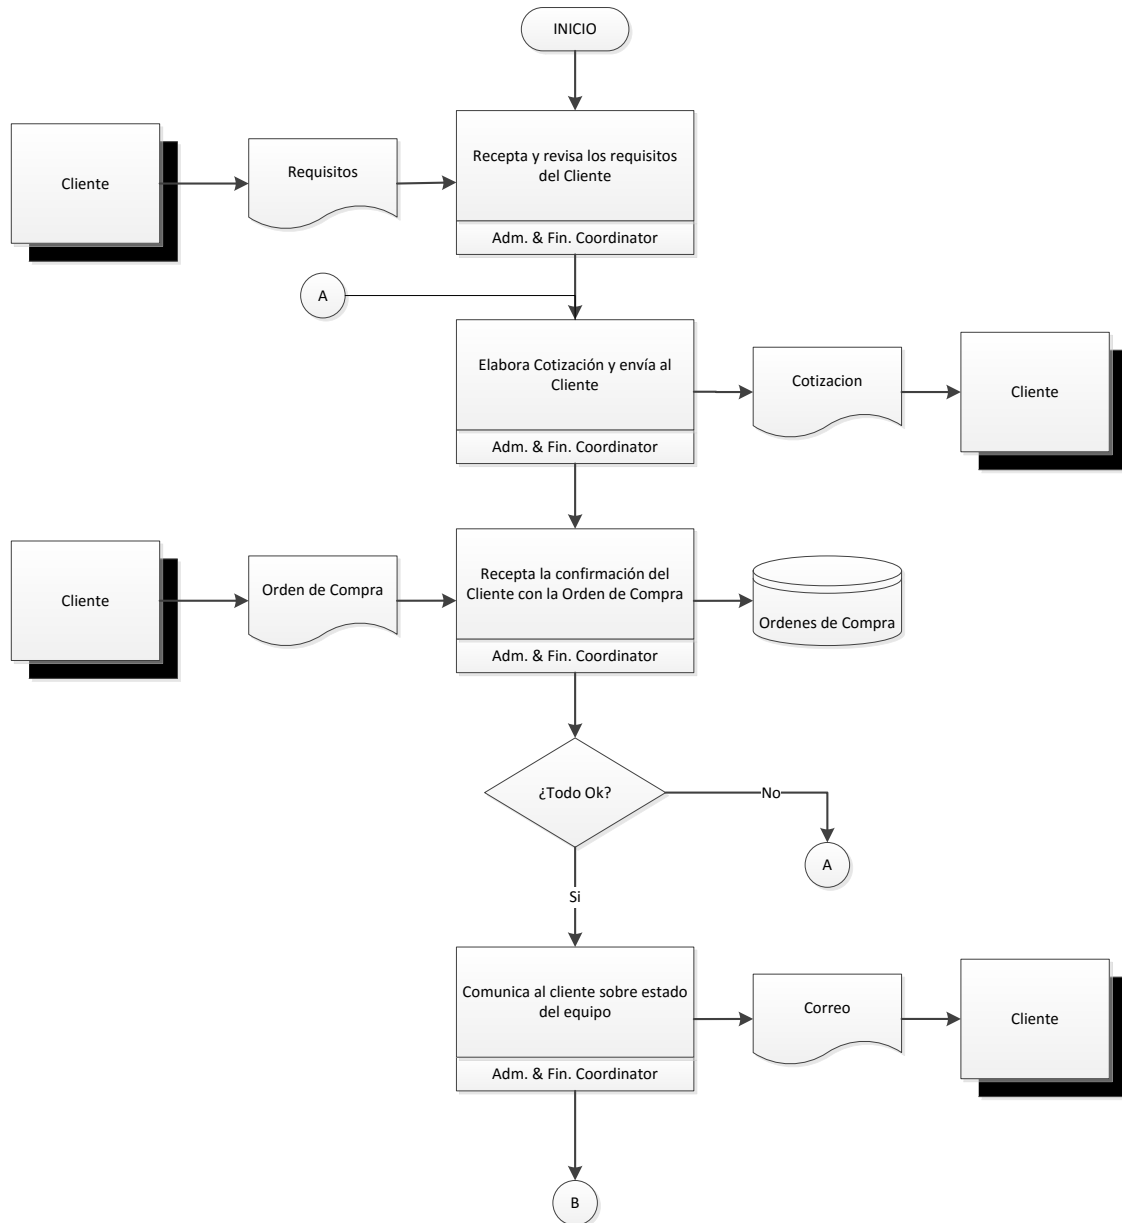 INICIO
Cliente
Requisitos
Recepta y revisa los requisitos
del Cliente
Adm. & Fin. Coordinator
A
Elabora Cotización y envía al
Cliente
Adm. & Fin. Coordinator
Cotizacion
Cliente
Cliente
Orden de Compra
Recepta la confirmación del
Cliente con la Orden de Compra
Adm. & Fin. Coordinator
Ordenes de Compra
¿Todo Ok?
No
A
Si
Comunica al cliente sobre estado
del equipo
Adm. & Fin. Coordinator
Correo
Cliente
B